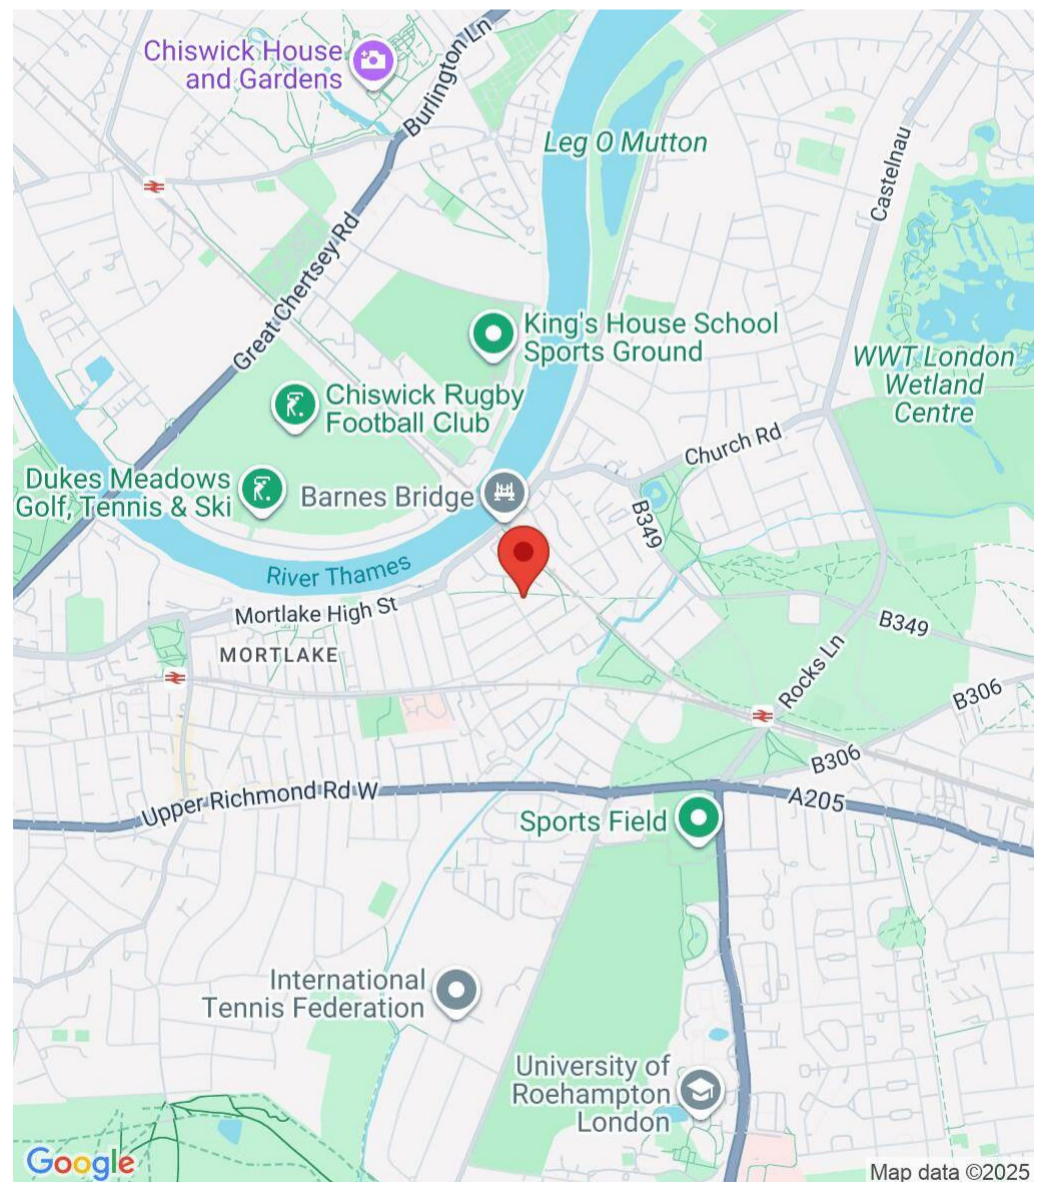 Chiswick House
and Gardens
Burlington Ln
Leg O Mutton
Castelnau
Great Chertsey Rd
King's House School
Sports Ground
WWT London
Wetland
Centre
Chiswick Rugby
Football Club
Church Rd
Dukes Meadows
Golf, Tennis & Ski
Barnes Bridge
B349
River Thames
Mortlake High St
B349
MORTLAKE
Rocks Ln
B306
B306
Upper Richmond Rd W
A205
Sports Field
International
Tennis Federation
University of
Roehampton
London
Google
Map data ©2025